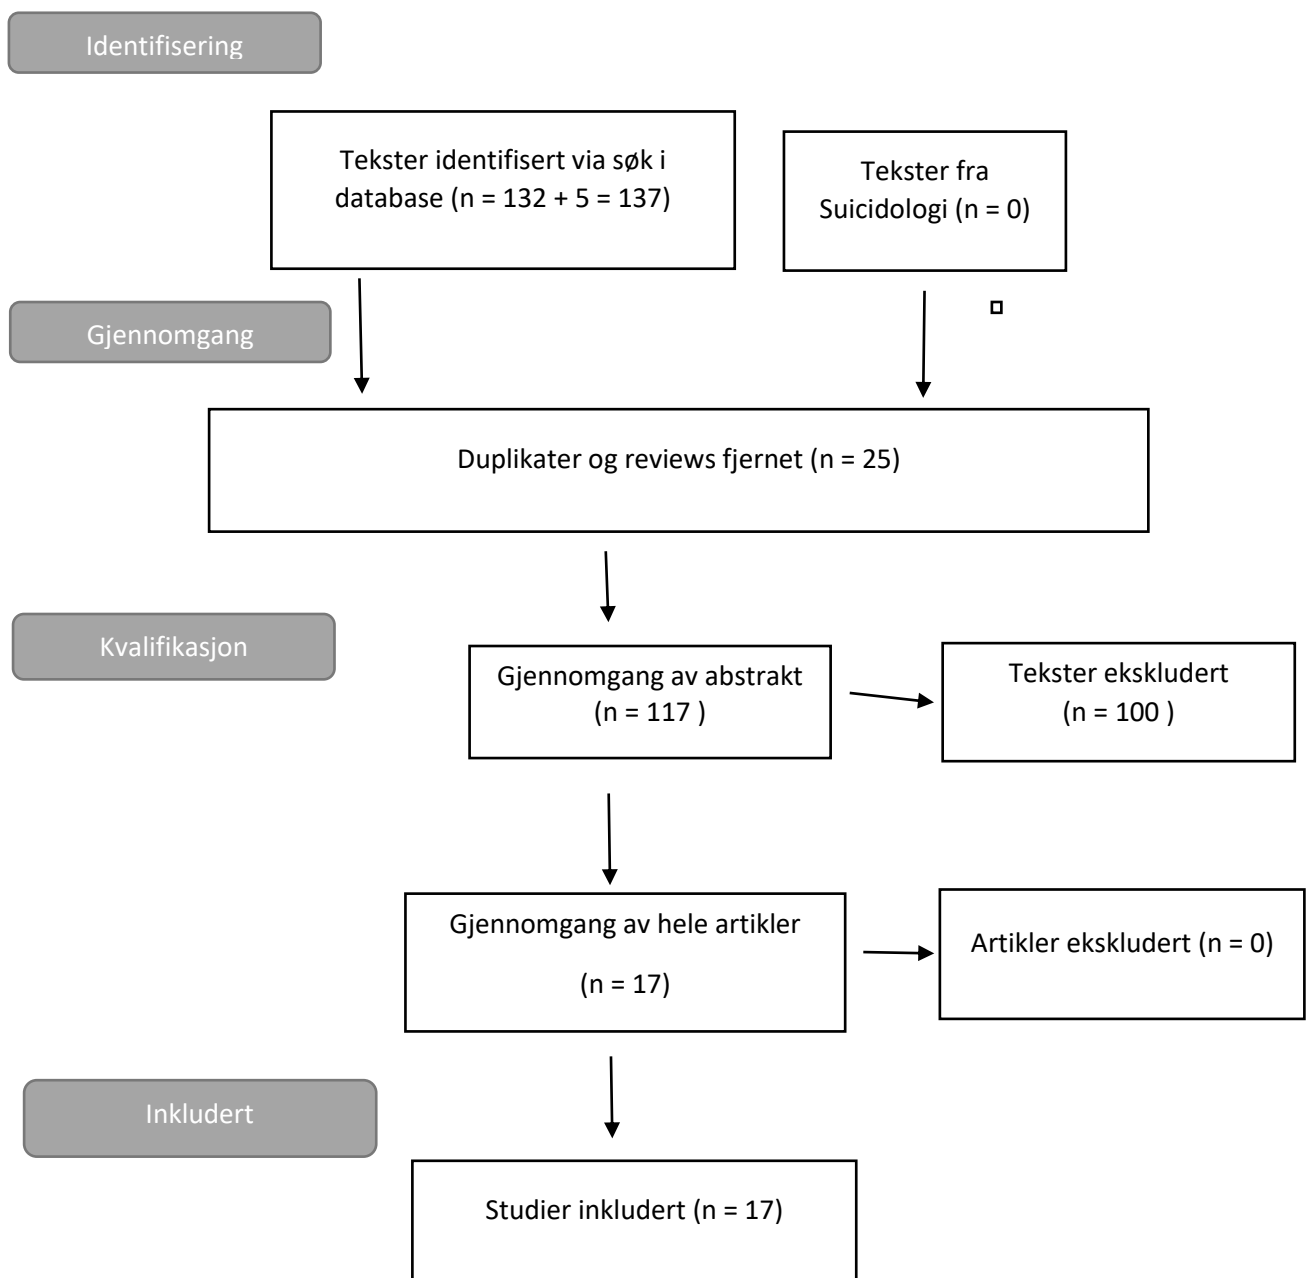 Identifisering
Tekster identifisert via søk i
database (n = 132 + 5 = 137)
Tekster fra
Suicidologi (n = 0)
Gjennomgang
Duplikater og reviews fjernet (n = 25)
Kvalifikasjon
Gjennomgang av abstrakt
(n = 117 )
Tekster ekskludert
(n = 100 )
Gjennomgang av hele artikler
(n = 17)
Artikler ekskludert (n = 0)
Inkludert
Studier inkludert (n = 17)